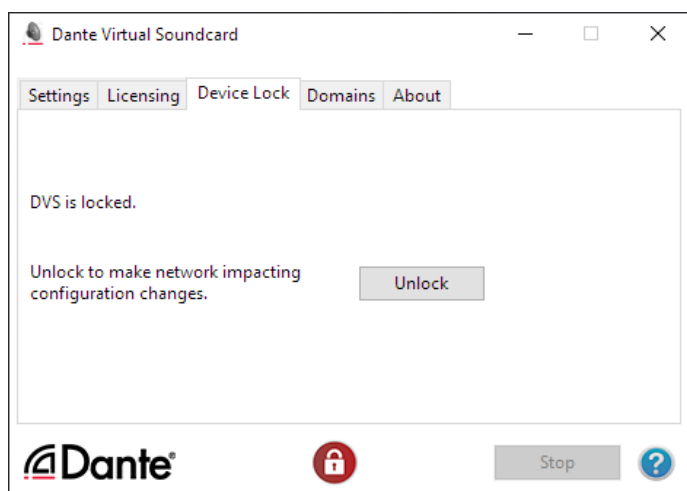 Dante Virtual Soundcard
Settings Licensing Device Lock Domains About
DVS is locked.
Unlock to make network impacting
configuration changes.
Unlock
Dante®
Stop
?